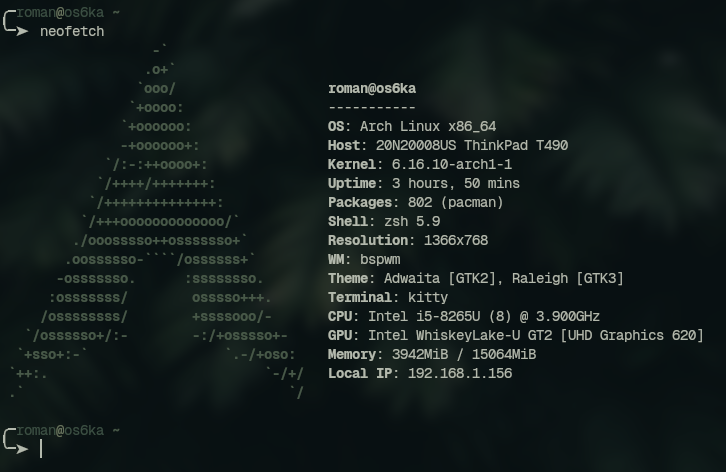 roman@os6ka ~
neofetch
-`
.o+`
`ooo/
roman@os6ka
`+oooo:
-----------
`+oooooo:
OS: Arch Linux x86_64
-+oooooo+:
Host: 20N20008US ThinkPad T490
`/:-:++oooo+:
Kernel: 6.16.10-arch1-1
`/++++/+++++++:
Uptime: 3 hours, 50 mins
`/++++++++++++++:
Packages: 802 (pacman)
`/+++ooooooooooooo/`
Shell: zsh 5.9
./ooosssso++osssssso+`
Resolution: 1366x768
.oossssso-````/ossssss+`
WM: bspwm
-osssssso.      :ssssssso.
Theme: Adwaita [GTK2], Raleigh [GTK3]
:osssssss/        osssso+++.
Terminal: kitty
/ossssssss/        +ssssooo/-
CPU: Intel i5-8265U (8) @ 3.900GHz
`/ossssso+/:-        -:/+osssso+-
GPU: Intel WhiskeyLake-U GT2 [UHD Graphics 620]
`+sso+:-`                 `.-/+oso:
Memory: 3942MiB / 15064MiB
`++:.                           `-/+/
Local IP: 192.168.1.156
.`                                 `/
roman@os6ka ~